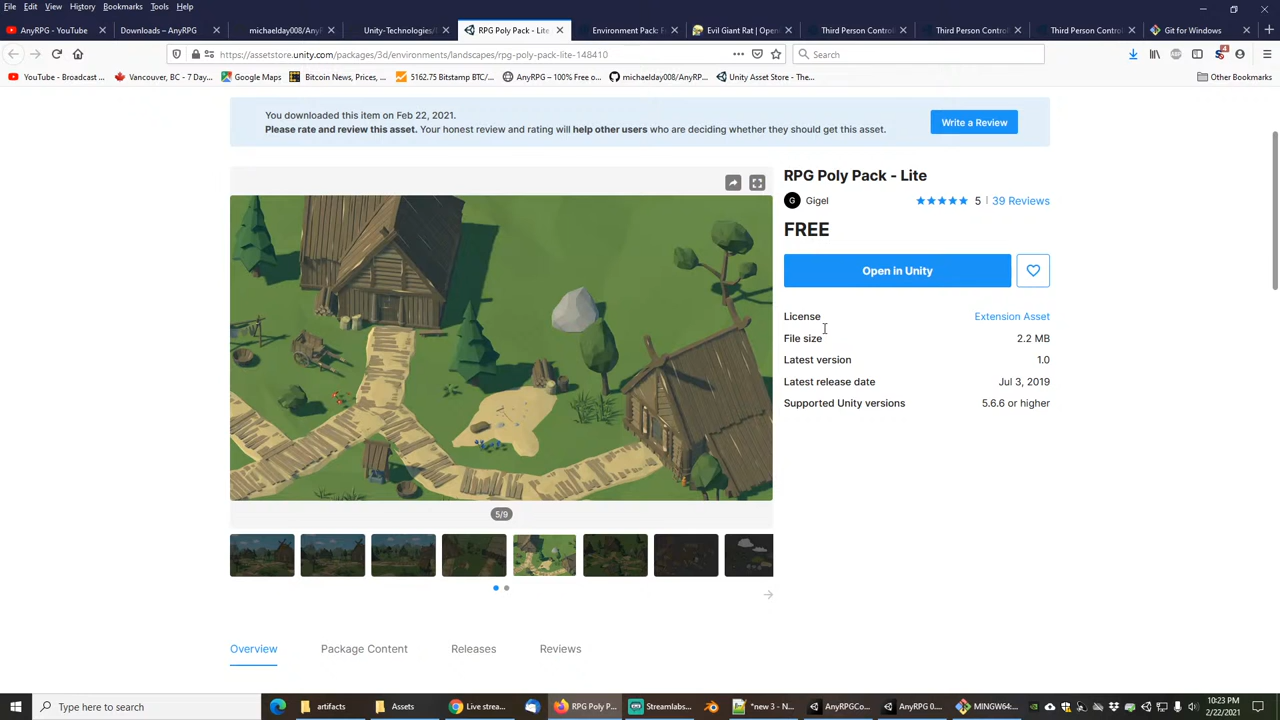 File Edit View History Bookmarks Tools Help
AnyRPG - YouTube
Downloads – AnyRPG
michaelday008/AnyRPG
Unity-Technologies/
RPG Poly Pack - Lite
Environment Pack: F
Evil Giant Rat | Open
Third Person Control
Third Person Control
Third Person Control
Git for Windows
https://assetstore.unity.com/packages/3d/environments/landscapes/rpg-poly-pack-lite-148410
Search
4
YouTube - Broadcast ...
Vancouver, BC - 7 Day...
Google Maps
Bitcoin News, Prices, ...
5162.75 Bitstamp BTC/...
AnyRPG – 100% Free o...
michaelday008/AnyRP...
Unity Asset Store - The...
Other Bookmarks
You downloaded this item on Feb 22, 2021.
Please rate and review this asset. Your honest review and rating will help other users who are deciding whether they should get this asset.
Write a Review
RPG Poly Pack - Lite
G Gigel
5 | 39 Reviews
FREE
Open in Unity
License Extension Asset
File size 2.2 MB
Latest version 1.0
Latest release date Jul 3, 2019
Supported Unity versions 5.6.6 or higher
5/9
Overview Package Content Releases Reviews
Type here to search
artifacts
Assets
Live strea...
RPG Poly P...
Streamlabs...
*new 3 - N...
AnyRPGCo...
AnyRPG 0....
MINGW64:...
10:23 PM
2/22/2021